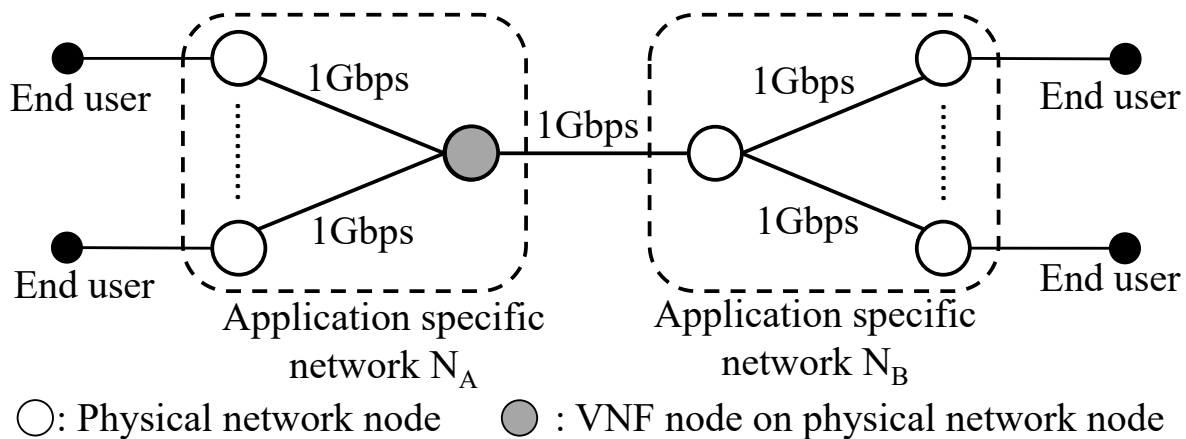 1Gbps
1Gbps
End user
End user
1Gbps
1Gbps
1Gbps
End user
End user
Application specific
network N_A
Application specific
network N_B
: Physical network node
: VNF node on physical network node